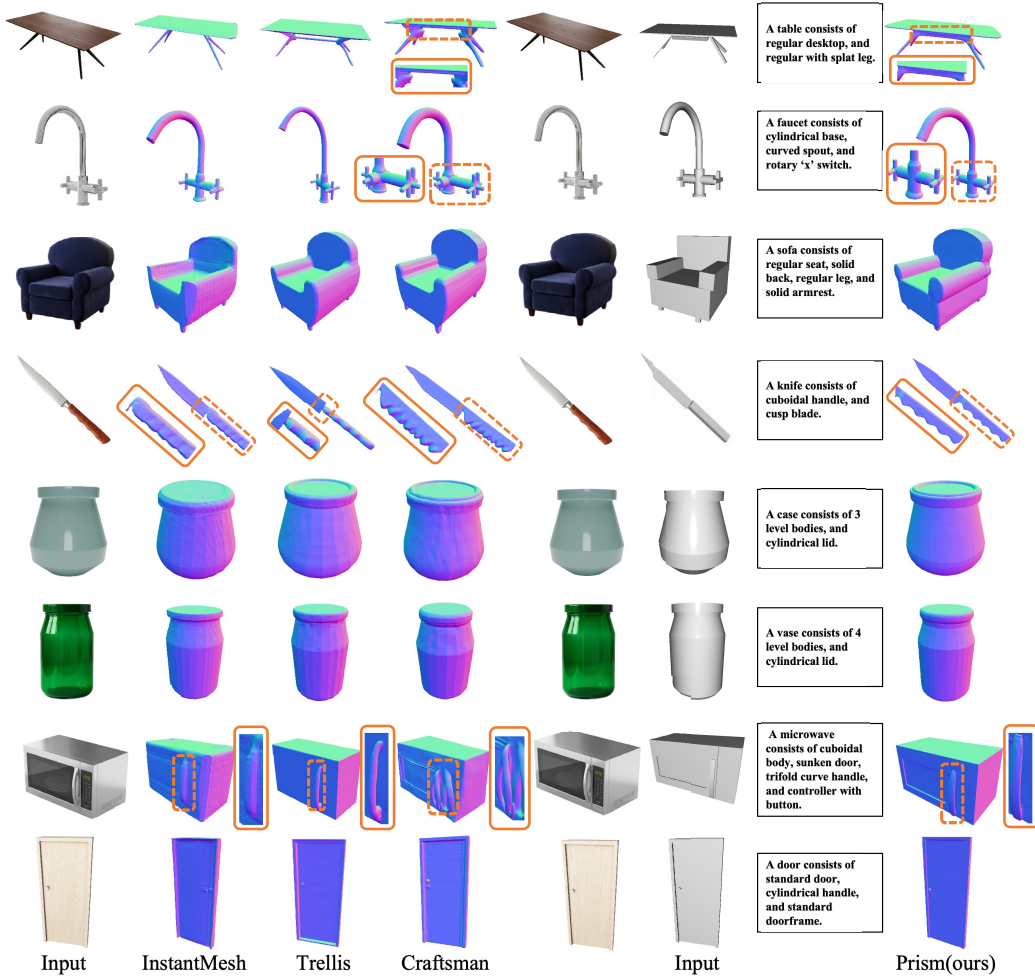 A table consists of
regular desktop, and
regular with splat leg.
A faucet consists of
cylindrical base,
curved spout, and
rotary ‘x’ switch.
A sofa consists of
regular seat, solid
back, regular leg, and
solid armrest.
A knife consists of
cuboidal handle, and
cusp blade.
A case consists of 3
level bodies, and
cylindrical lid.
A vase consists of 4
level bodies, and
cylindrical lid.
A microwave
consists of cuboidal
body, sunken door,
trifold curve handle,
and controller with
button.
A door consists of
standard door,
cylindrical handle,
and standard
doorframe.
Input InstantMesh Trellis Craftsman Input Prism(ours)